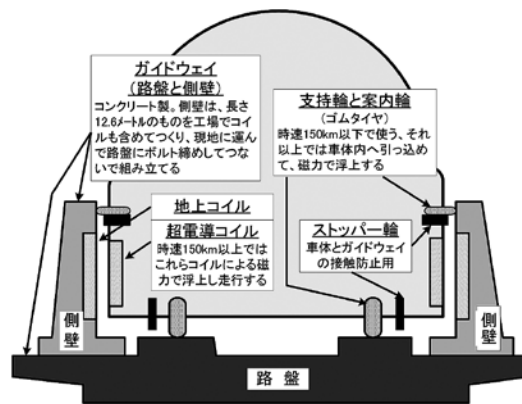 ガイドウェイ
(路盤と側壁)
コンクリート製。側壁は、長さ
12.6メートルのものを工場でコイ
ルも含めてつくり、現地に運ん
で路盤にボルト締めしてつな
いで組み立てる
支持輪と案内輪
(ゴムタイヤ)
時速150km以下で使う、それ
以上では車体内へ引っ込め
て、磁力で浮上する
地上コイル
超電導コイル
時速150km以上では
これらコイルによる磁
力で浮上し走行する
ストッパー輪
車体とガイドウェイ
の接触防止用
側壁
側壁
路盤